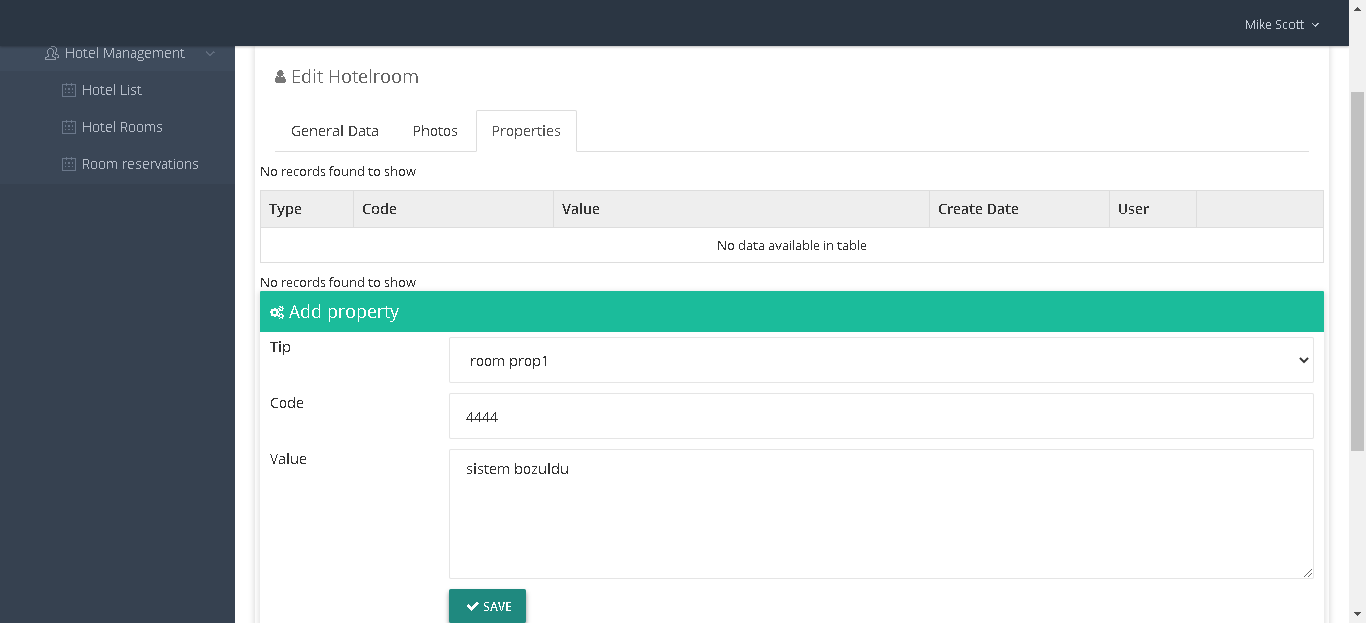 Mike Scott
Hotel Management
Hotel List
Hotel Rooms
Room reservations
Edit Hotelroom
General Data Photos Properties
No records found to show
Type Code Value Create Date User
No data available in table
No records found to show
Add property
Tip room prop1
Code 4444
Value sistem bozuldu
SAVE